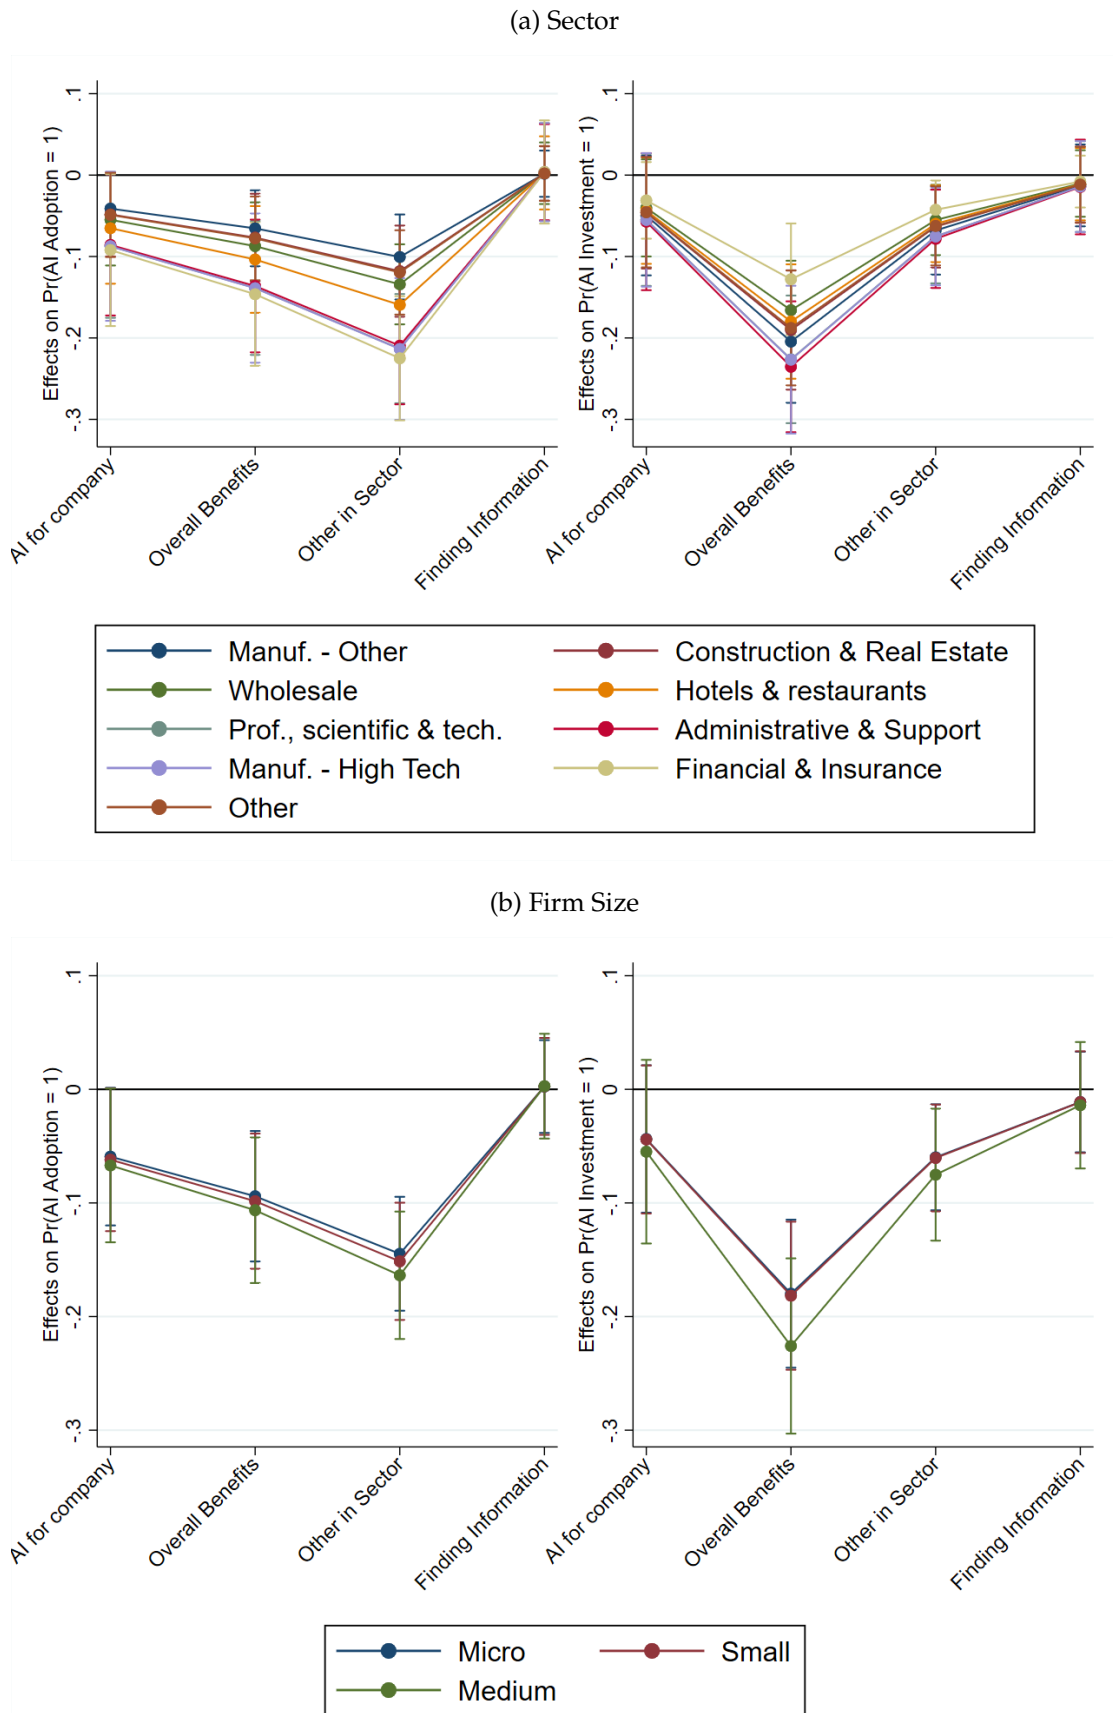 (a) Sector
Effects on Pr(AI Adoption = 1)
.1
0
-.1
-.2
-.3
AI for company
Overall Benefits
Other in Sector
Finding Information
Effects on Pr(AI Investment = 1)
.1
0
-.1
-.2
-.3
AI for company
Overall Benefits
Other in Sector
Finding Information
Manuf. - Other
Construction & Real Estate
Wholesale
Hotels & restaurants
Prof., scientific & tech.
Administrative & Support
Manuf. - High Tech
Financial & Insurance
Other
(b) Firm Size
Effects on Pr(AI Adoption = 1)
.1
0
-.1
-.2
-.3
AI for company
Overall Benefits
Other in Sector
Finding Information
Effects on Pr(AI Investment = 1)
.1
0
-.1
-.2
-.3
AI for company
Overall Benefits
Other in Sector
Finding Information
Micro
Small
Medium